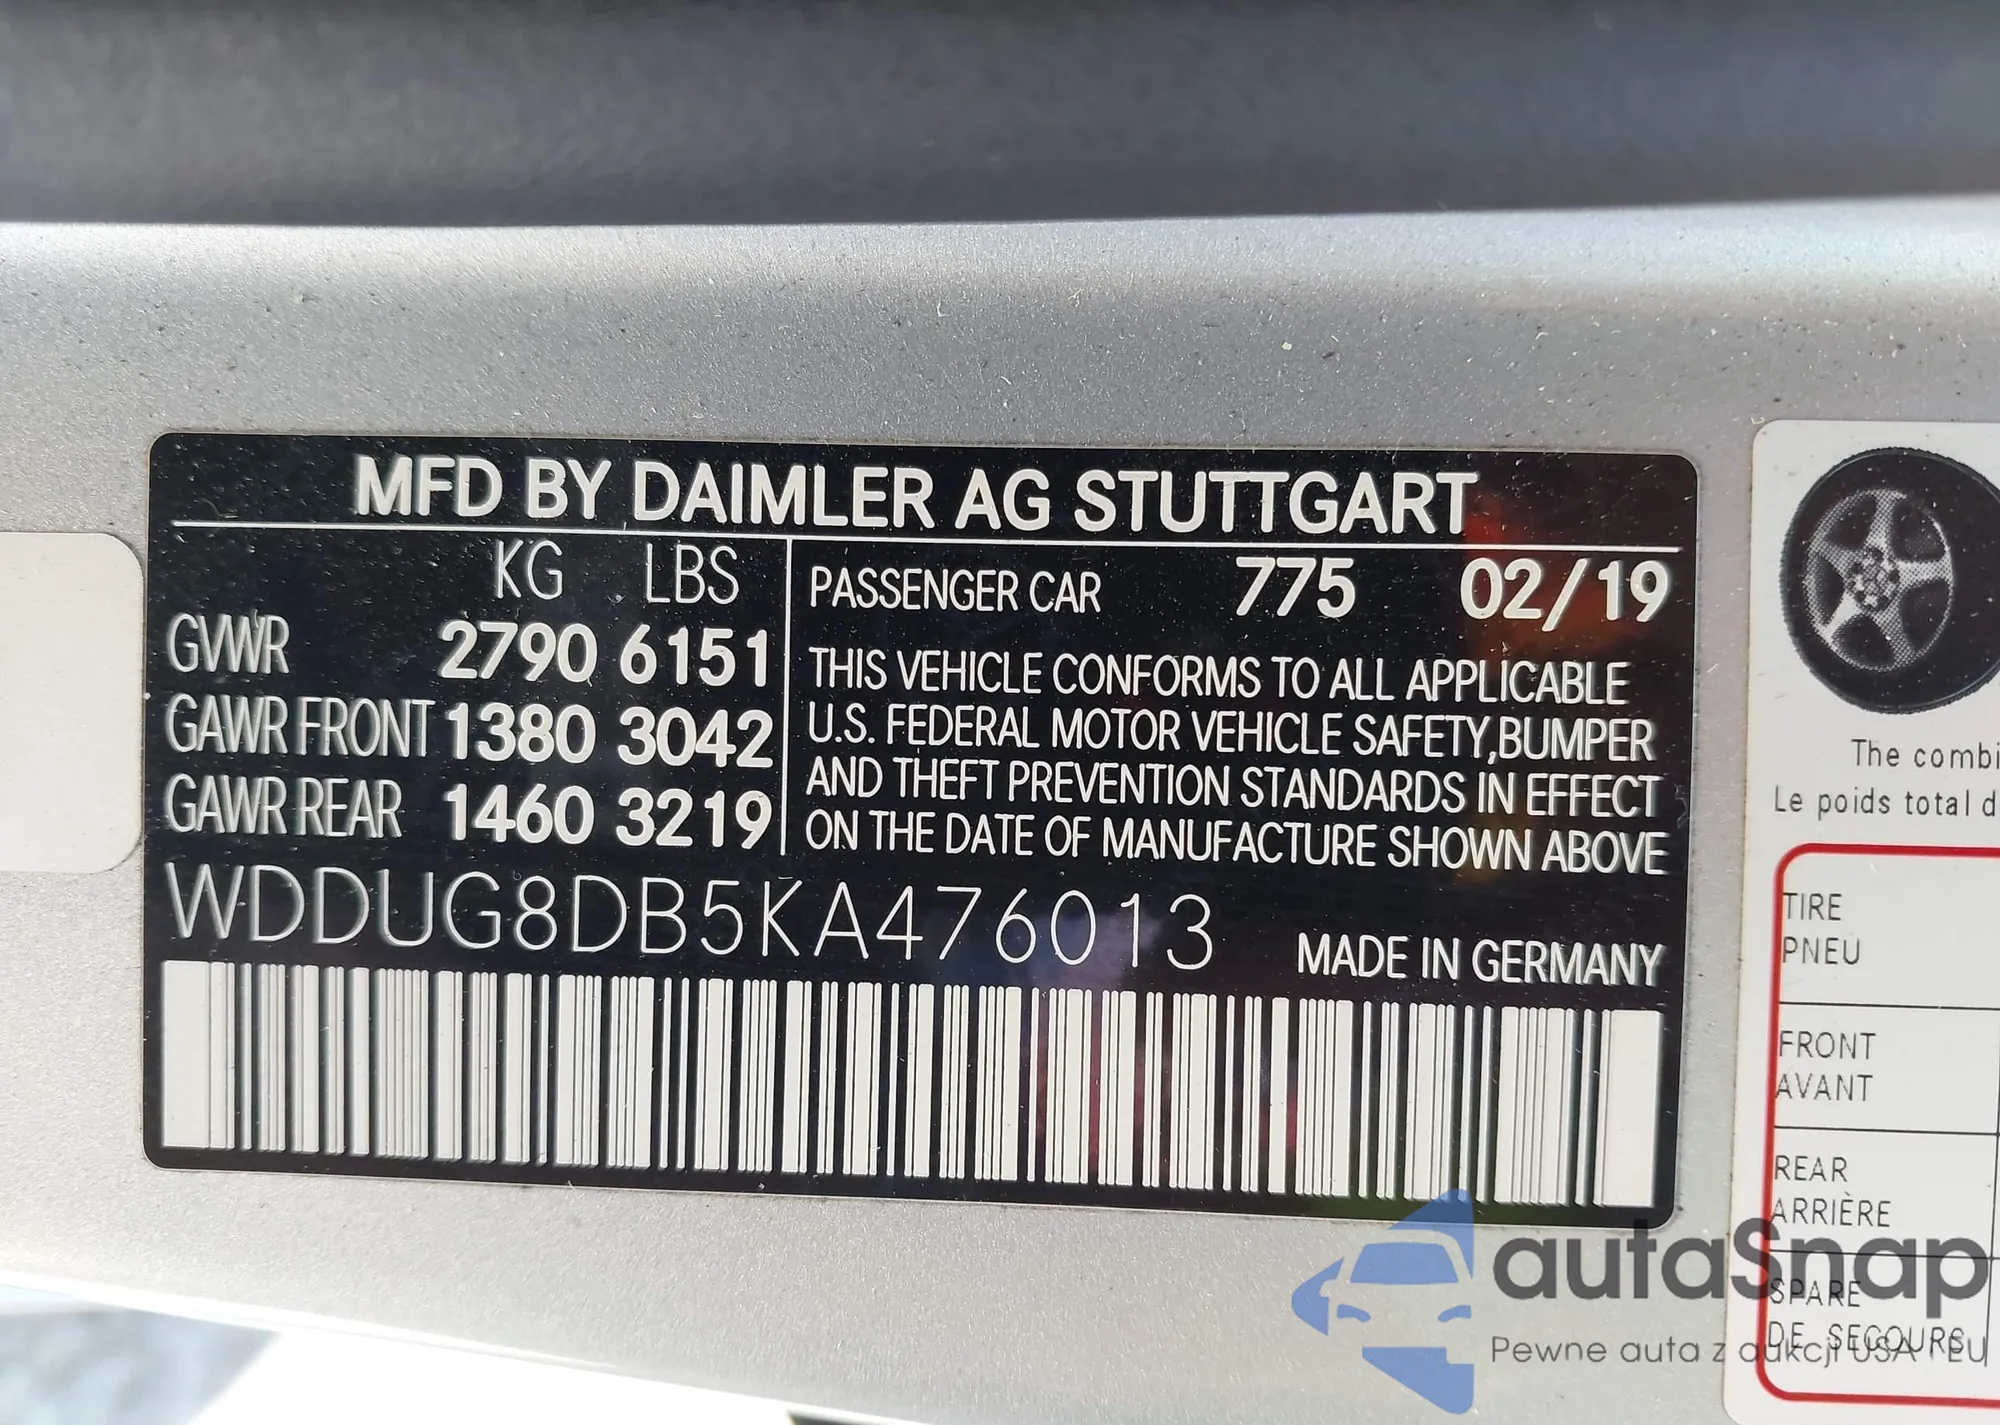 MFD BY DAIMLER AG STUTTGART
KG LBS
GVWR 2790 6151
GAWR FRONT 1380 3042
GAWR REAR 1460 3219
PASSENGER CAR 775 02/19
THIS VEHICLE CONFORMS TO ALL APPLICABLE
U.S. FEDERAL MOTOR VEHICLE SAFETY,BUMPER
AND THEFT PREVENTION STANDARDS IN EFFECT
ON THE DATE OF MANUFACTURE SHOWN ABOVE
WDDUG8DB5KA476013
MADE IN GERMANY
The combi
Le poids total d
TIRE
PNEU
FRONT
AVANT
REAR
ARRIÈRE
SPARE
DE SECOURS
autaSnap
Pewne auta z aukcji USA i EU